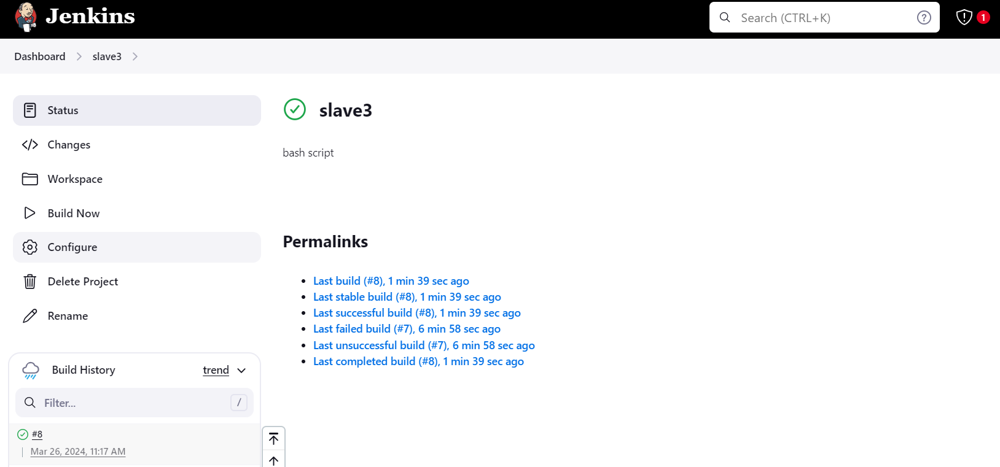 Jenkins
Search (CTRL+K)
1
Dashboard
slave3
Status
Changes
Workspace
Build Now
Configure
Delete Project
Rename
Build History
trend
Filter...
/
#8
Mar 26, 2024, 11:17 AM
slave3
bash script
Permalinks
Last build (#8), 1 min 39 sec ago
Last stable build (#8), 1 min 39 sec ago
Last successful build (#8), 1 min 39 sec ago
Last failed build (#7), 6 min 58 sec ago
Last unsuccessful build (#7), 6 min 58 sec ago
Last completed build (#8), 1 min 39 sec ago